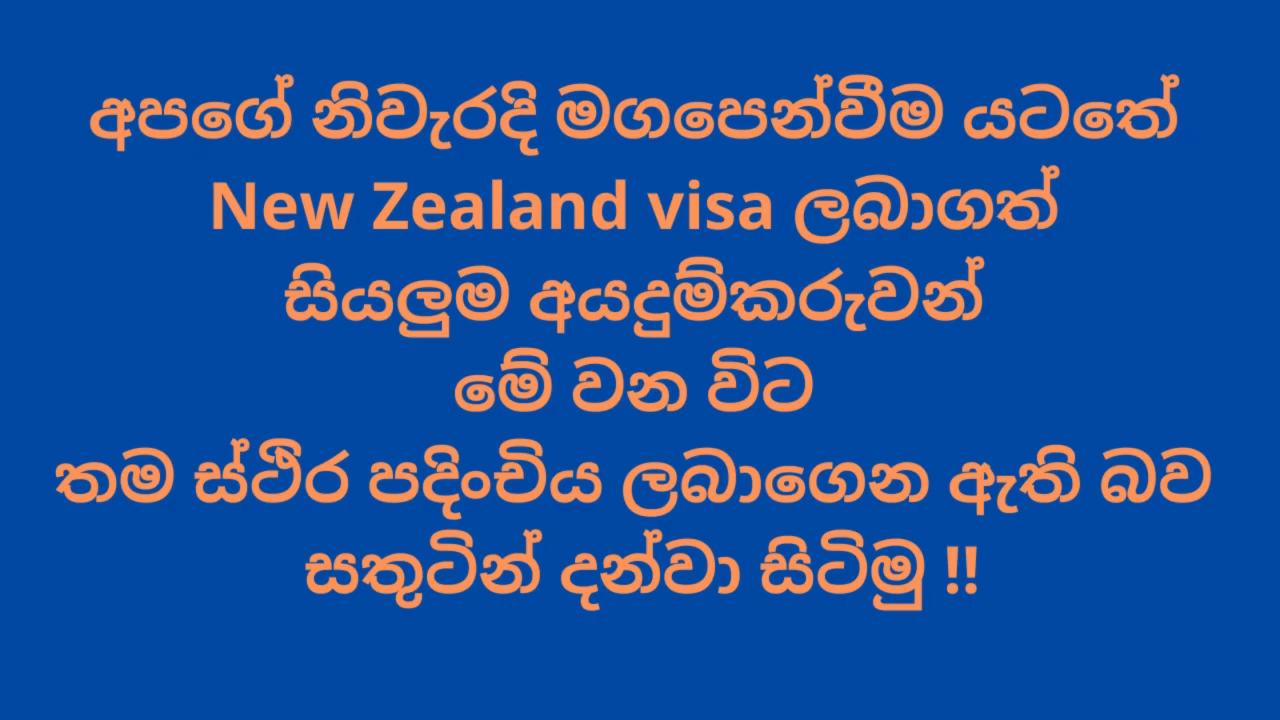 අපගේ නිවැරදි මගපෙන්වීම යටතේ
New Zealand visa ලබාගත්
සියලුම අයදුම්කරුවන්
මේ වන විට
තම ස්ථිර පදිංචිය ලබාගෙන ඇති බව
සතුටින් දන්වා සිටිමු !!